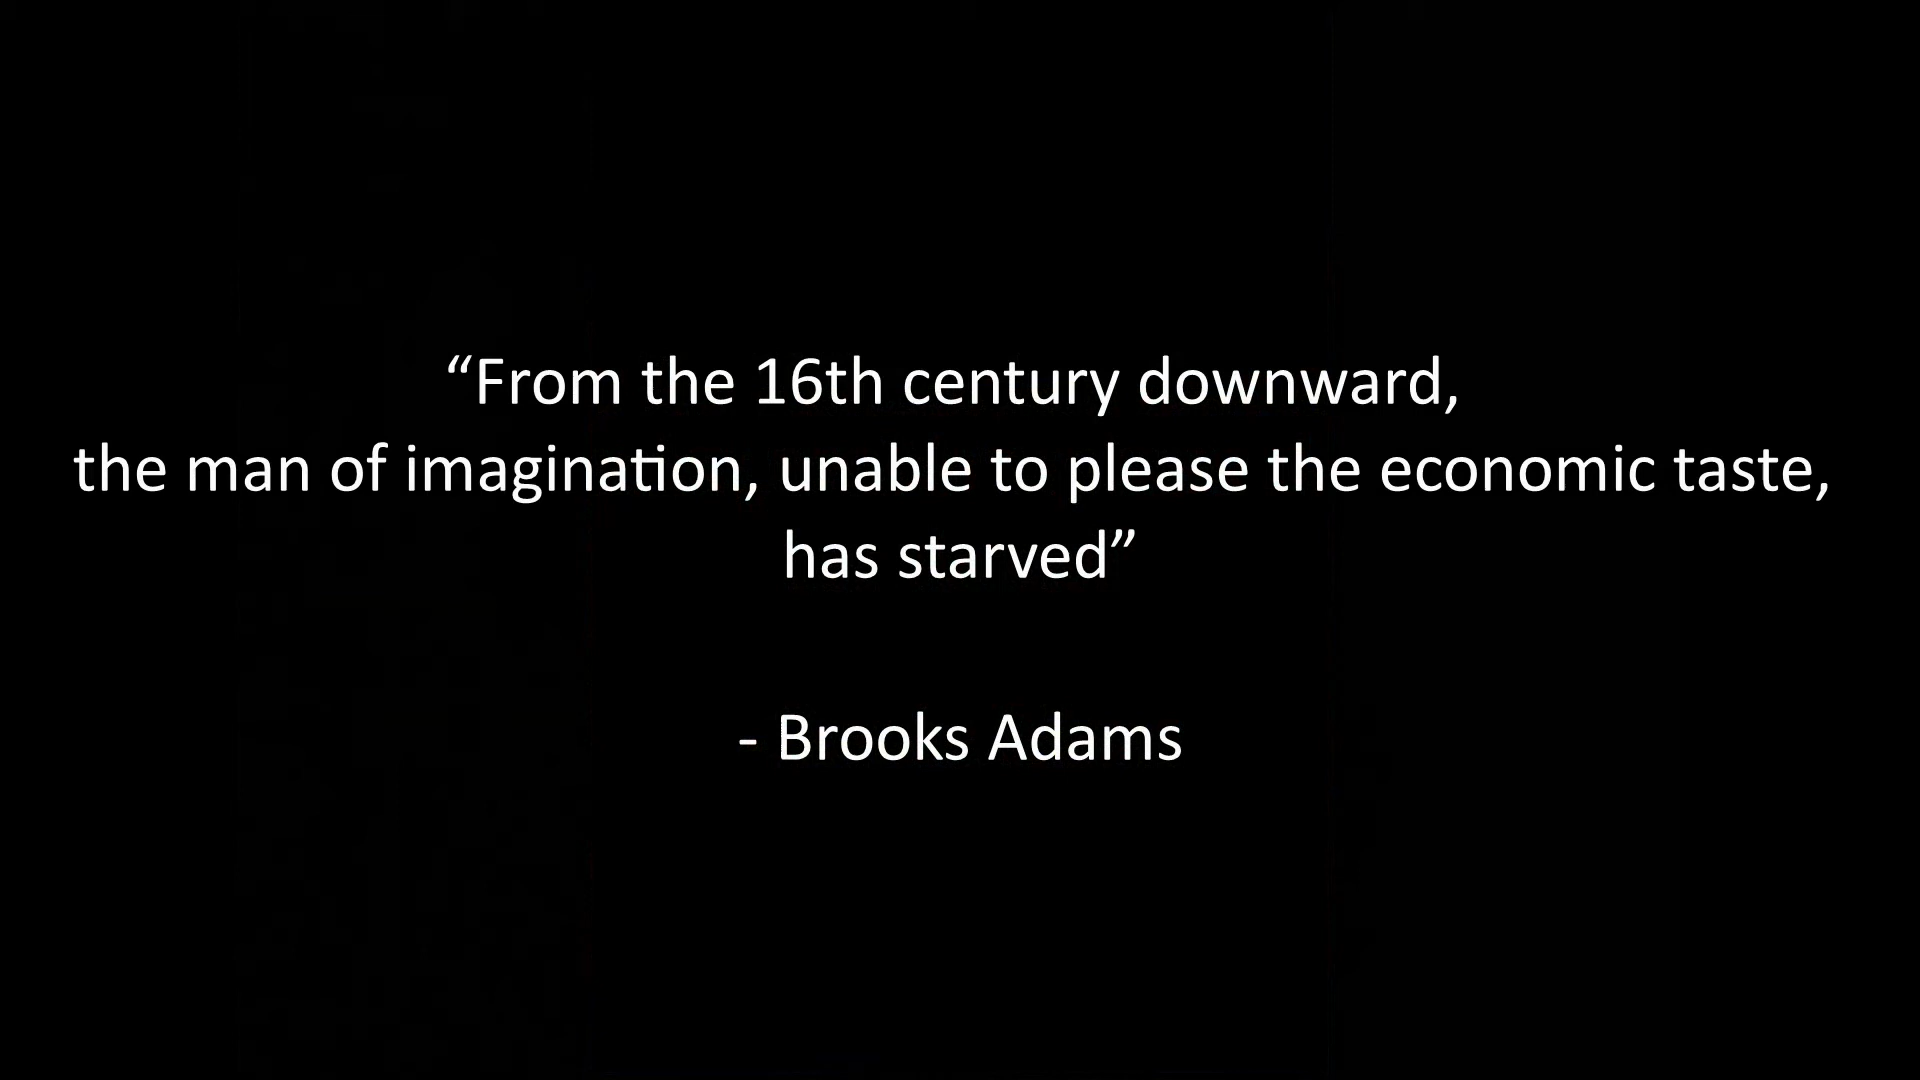 “From the 16th century downward,
the man of imagination, unable to please the economic taste,
has starved”
- Brooks Adams